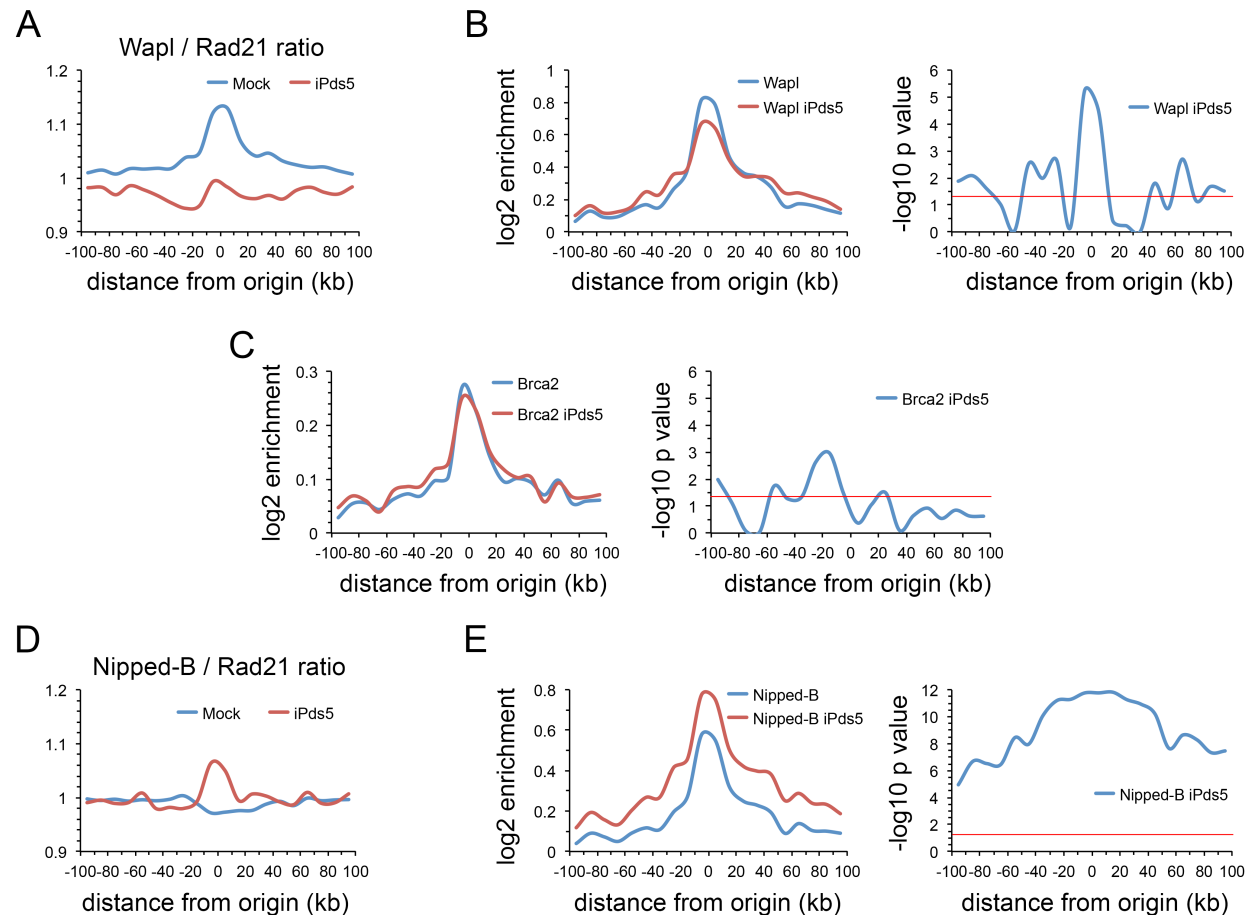 A
Wapl / Rad21 ratio
1.2
1.1
1
0.9
Mock
iPds5
-100-80 -60 -40 -20 0 20 40 60 80 100
distance from origin (kb)
B
log2 enrichment
1
0.8
0.6
0.4
0.2
0
Wapl
Wapl iPds5
-100-80 -60 -40 -20 0 20 40 60 80 100
distance from origin (kb)
-log10 p value
6
5
4
3
2
1
0
Wapl iPds5
-100-80 -60 -40 -20 0 20 40 60 80 100
distance from origin (kb)
C
log2 enrichment
0.3
0.2
0.1
0
Brca2
Brca2 iPds5
-100-80 -60 -40 -20 0 20 40 60 80 100
distance from origin (kb)
-log10 p value
6
5
4
3
2
1
0
Brca2 iPds5
-100-80 -60 -40 -20 0 20 40 60 80 100
distance from origin (kb)
D
Nipped-B / Rad21 ratio
1.2
1.1
1
0.9
Mock
iPds5
-100-80 -60 -40 -20 0 20 40 60 80 100
distance from origin (kb)
E
log2 enrichment
0.8
0.6
0.4
0.2
0
Nipped-B
Nipped-B iPds5
-100-80 -60 -40 -20 0 20 40 60 80 100
distance from origin (kb)
-log10 p value
12
10
8
6
4
2
0
Nipped-B iPds5
-100-80 -60 -40 -20 0 20 40 60 80 100
distance from origin (kb)